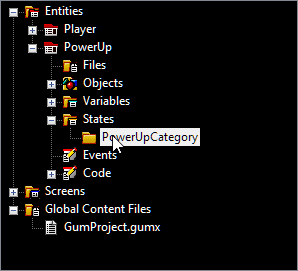 Entities
Player
PowerUp
Files
Objects
Variables
States
PowerUpCategory
Events
Code
Screens
Global Content Files
GumProject.gumx